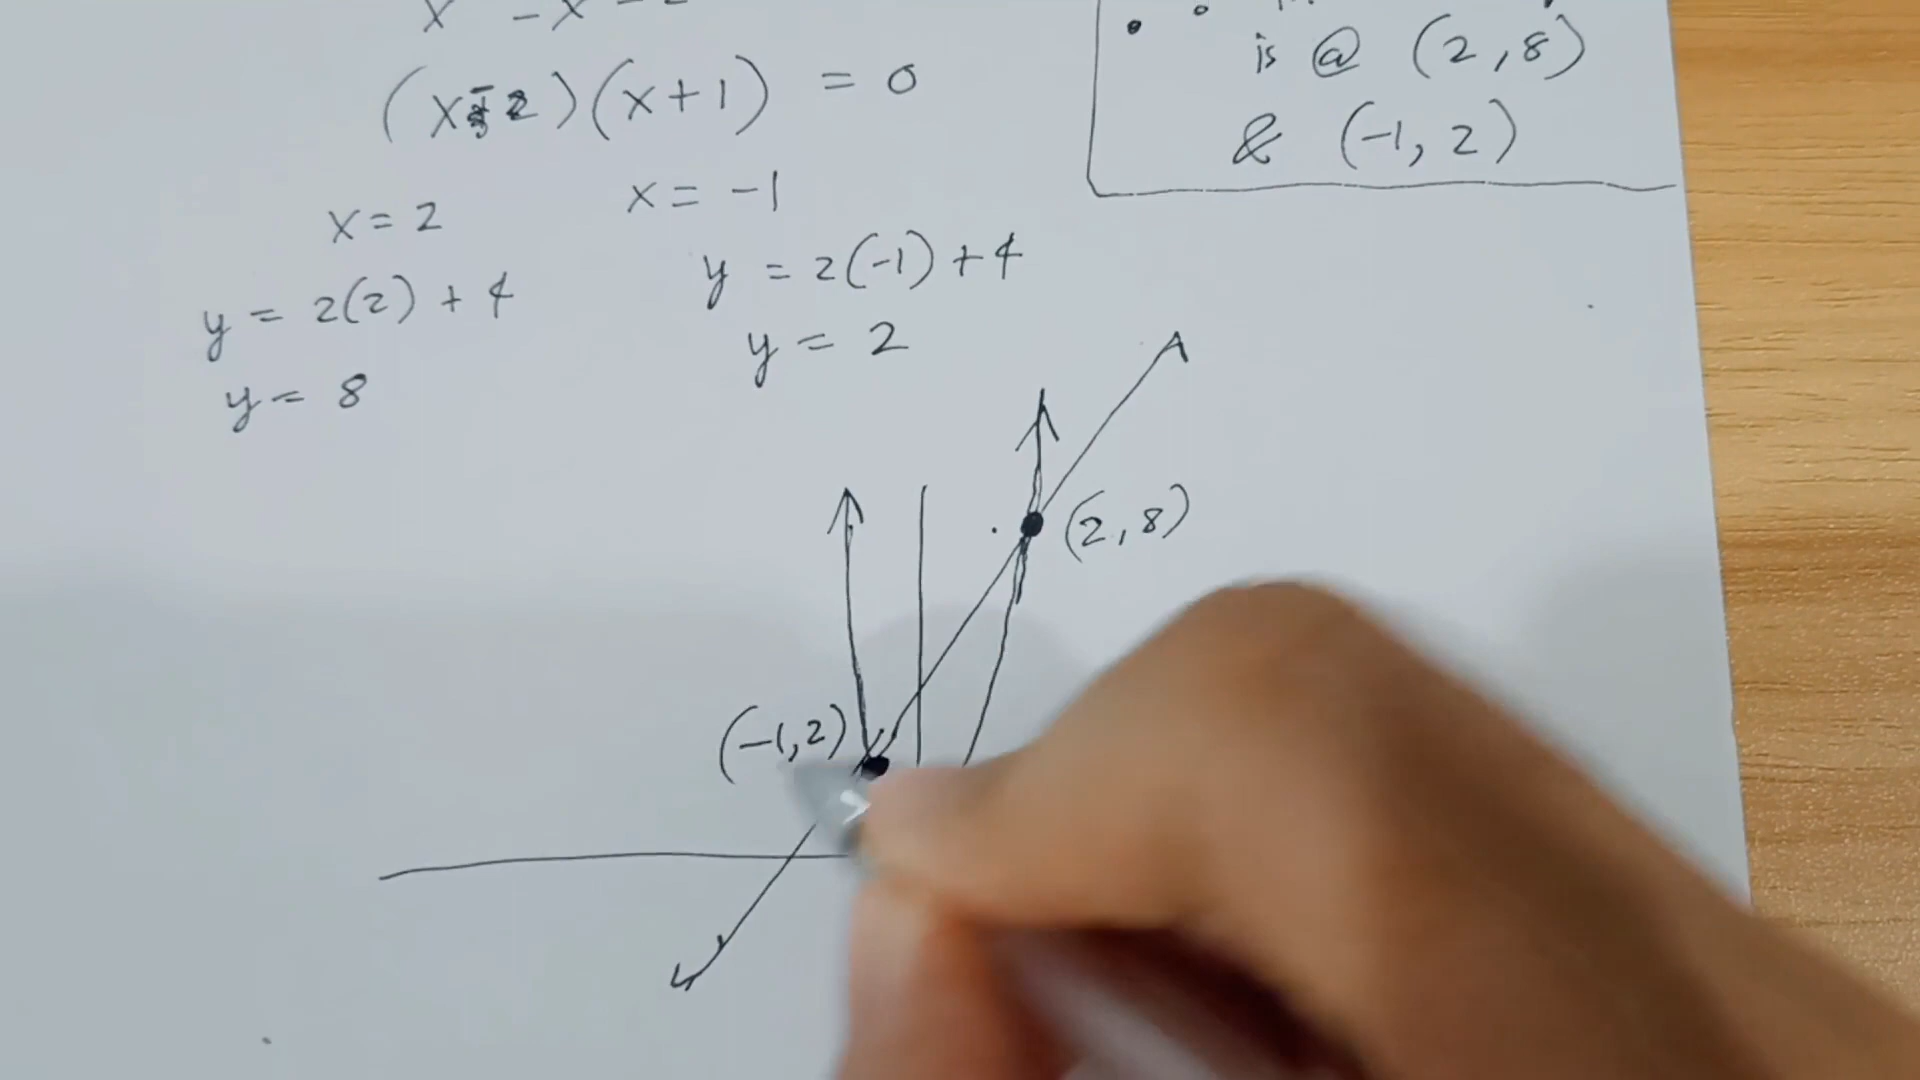 (x-2)(x+1) = 0
x = 2
x = -1
y = 2(2) + 4
y = 2(-1) + 4
y = 8
y = 2
is @ (2, 8)
& (-1, 2)
(2, 8)
(-1, 2)